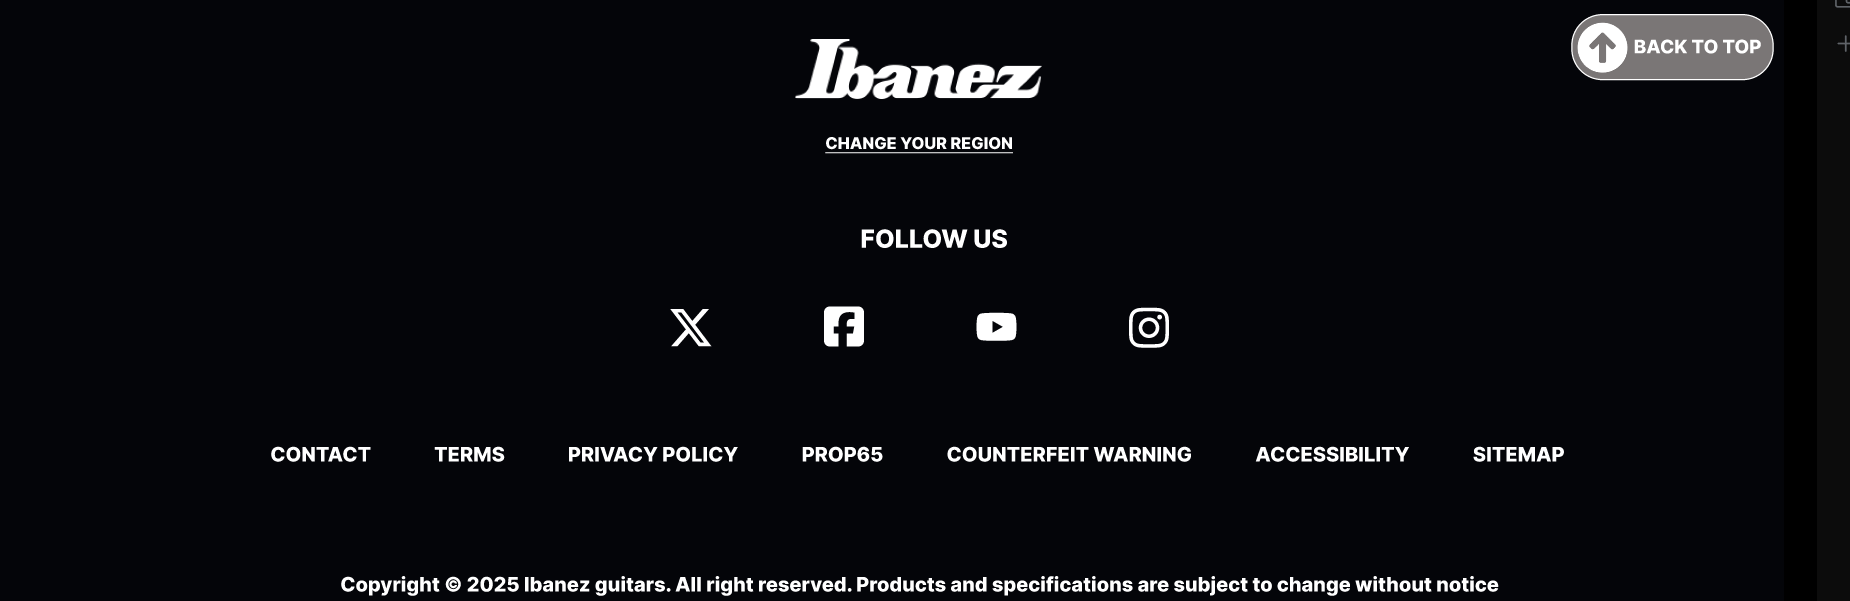 Ibanez
BACK TO TOP
CHANGE YOUR REGION
FOLLOW US
CONTACT TERMS PRIVACY POLICY PROP65 COUNTERFEIT WARNING ACCESSIBILITY SITEMAP
Copyright © 2025 Ibanez guitars. All right reserved. Products and specifications are subject to change without notice